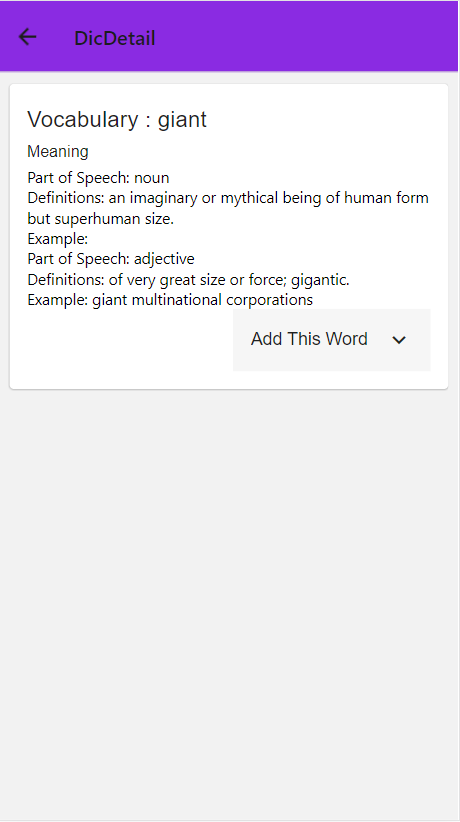 DicDetail
Vocabulary : giant
Meaning
Part of Speech: noun
Definitions: an imaginary or mythical being of human form
but superhuman size.
Example:
Part of Speech: adjective
Definitions: of very great size or force; gigantic.
Example: giant multinational corporations
Add This Word